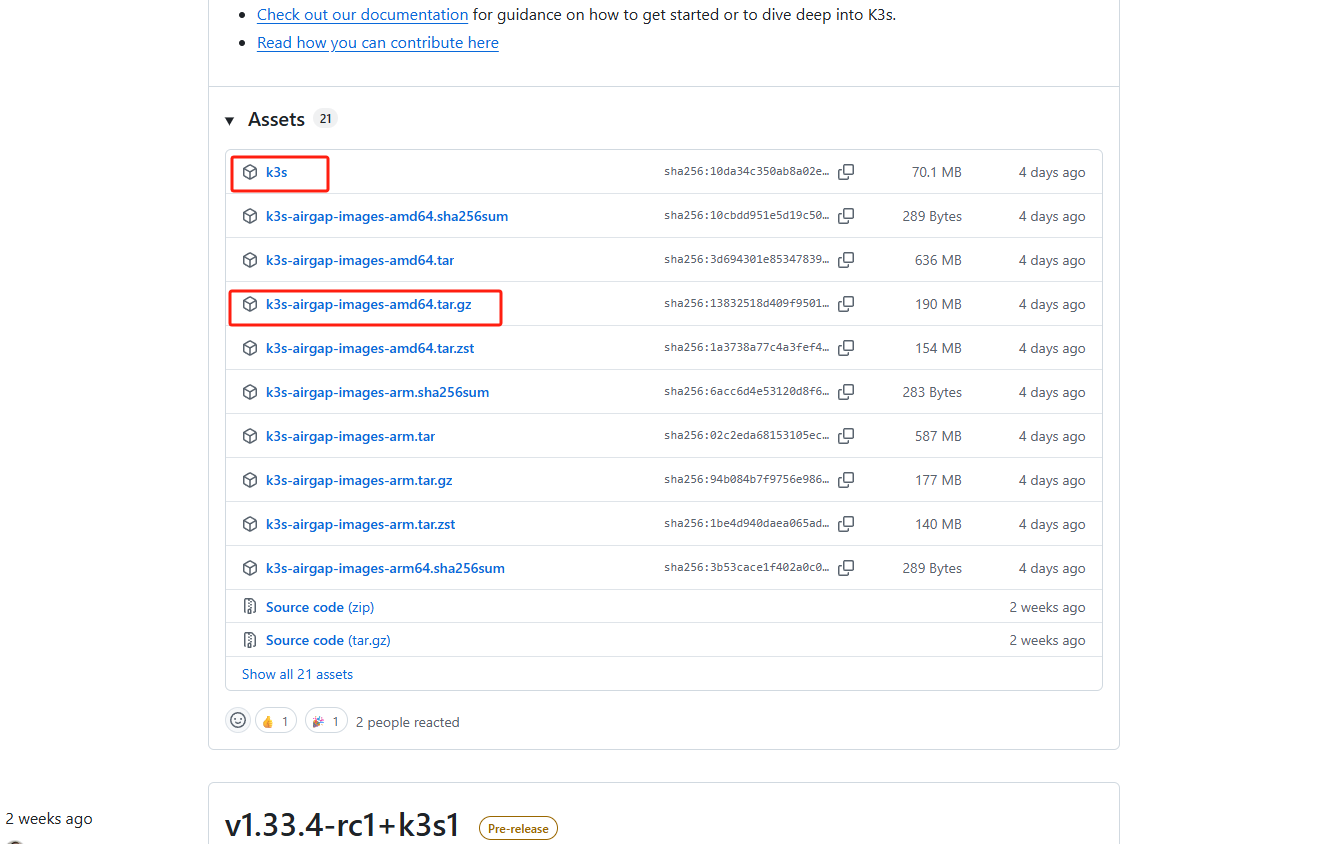 Check out our documentation for guidance on how to get started or to dive deep into K3s.
Read how you can contribute here
Assets 21
k3s sha256:10da34c350ab8a02e… 70.1 MB 4 days ago
k3s-airgap-images-amd64.sha256sum sha256:10cbdd951e5d19c50… 289 Bytes 4 days ago
k3s-airgap-images-amd64.tar sha256:3d694301e85347839… 636 MB 4 days ago
k3s-airgap-images-amd64.tar.gz sha256:13832518d409f9501… 190 MB 4 days ago
k3s-airgap-images-amd64.tar.zst sha256:1a3738a77c4a3fef4… 154 MB 4 days ago
k3s-airgap-images-arm.sha256sum sha256:6acc6d4e53120d8f6… 283 Bytes 4 days ago
k3s-airgap-images-arm.tar sha256:02c2eda68153105ec… 587 MB 4 days ago
k3s-airgap-images-arm.tar.gz sha256:94b084b7f9756e986… 177 MB 4 days ago
k3s-airgap-images-arm.tar.zst sha256:1be4d940daea065ad… 140 MB 4 days ago
k3s-airgap-images-arm64.sha256sum sha256:3b53cace1f402a0c0… 289 Bytes 4 days ago
Source code (zip) 2 weeks ago
Source code (tar.gz) 2 weeks ago
Show all 21 assets
1 1 2 people reacted
2 weeks ago
v1.33.4-rc1+k3s1 Pre-release